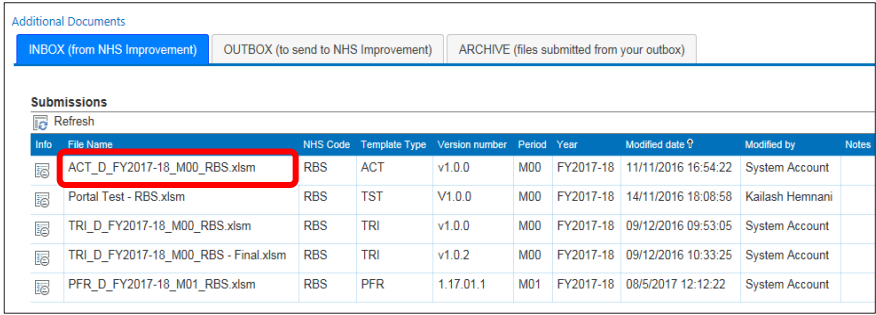 Additional Documents
INBOX (from NHS Improvement) OUTBOX (to send to NHS Improvement) ARCHIVE (files submitted from your outbox)
Submissions
Refresh
Info File Name NHS Code Template Type Version number Period Year Modified date Modified by Notes
ACT_D_FY2017-18_M00_RBS.xlsm RBS ACT v1.0.0 M00 FY2017-18 11/11/2016 16:54:22 System Account
Portal Test - RBS.xlsm RBS TST V1.0.0 M00 FY2017-18 14/11/2016 18:08:58 Kailash Hemnani
TRI_D_FY2017-18_M00_RBS.xlsm RBS TRI v1.0.0 M00 FY2017-18 09/12/2016 09:53:05 System Account
TRI_D_FY2017-18_M00_RBS - Final.xlsm RBS TRI v1.0.2 M00 FY2017-18 09/12/2016 10:33:25 System Account
PFR_D_FY2017-18_M01_RBS.xlsm RBS PFR 1.17.01.1 M01 FY2017-18 08/5/2017 12:12:22 System Account